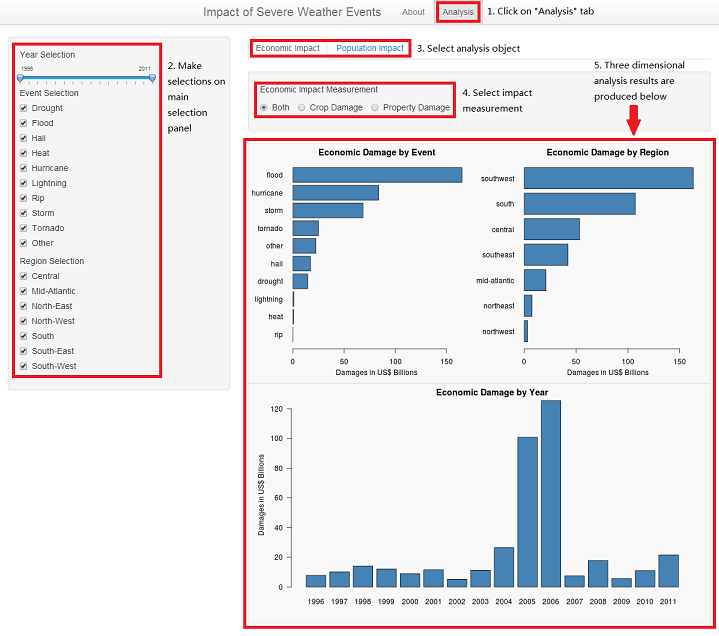 Impact of Severe Weather Events
About
Analysis
1. Click on "Analysis" tab
Year Selection
1996
2011
Event Selection
Drought
Flood
Hail
Heat
Hurricane
Lightning
Rip
Storm
Tornado
Other
Region Selection
Central
Mid-Atlantic
North-East
North-West
South
South-East
South-West
2. Make
selections on
main
selection
panel
Economic Impact
Population Impact
3. Select analysis object
Economic Impact Measurement
Both
Crop Damage
Property Damage
4. Select impact
measurement
5. Three dimensional
analysis results are
produced below
Economic Damage by Event
flood
hurricane
storm
tornado
other
hail
drought
lightning
heat
rip
0 50 100 150
Damages in US$ Billions
Economic Damage by Region
southwest
south
central
southeast
mid-atlantic
northeast
northwest
0 50 100 150
Damages in US$ Billions
Economic Damage by Year
Damages in US$ Billions
120
100
80
60
40
20
0
1996 1997 1998 1999 2000 2001 2002 2003 2004 2005 2006 2007 2008 2009 2010 2011